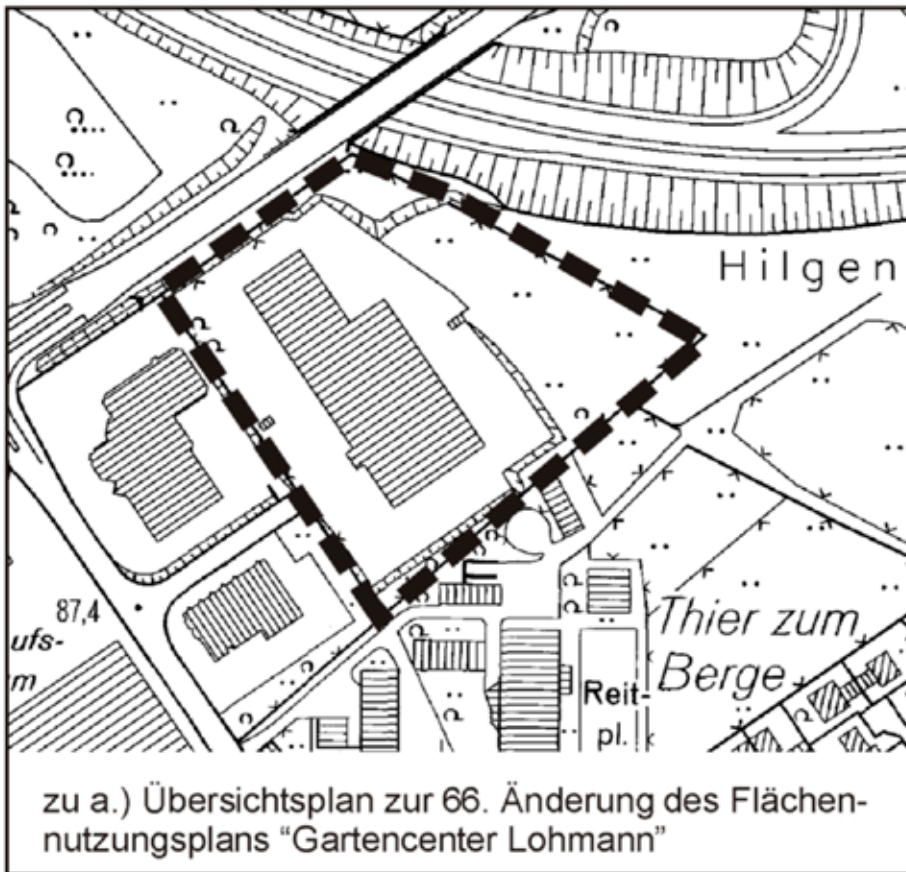 Hilgen
87,4
ufs-
m
Thier zum
Berge
Reit-
pl.
zu a.) Übersichtsplan zur 66. Änderung des Flächen-
nutzungsplans “Gartencenter Lohmann”